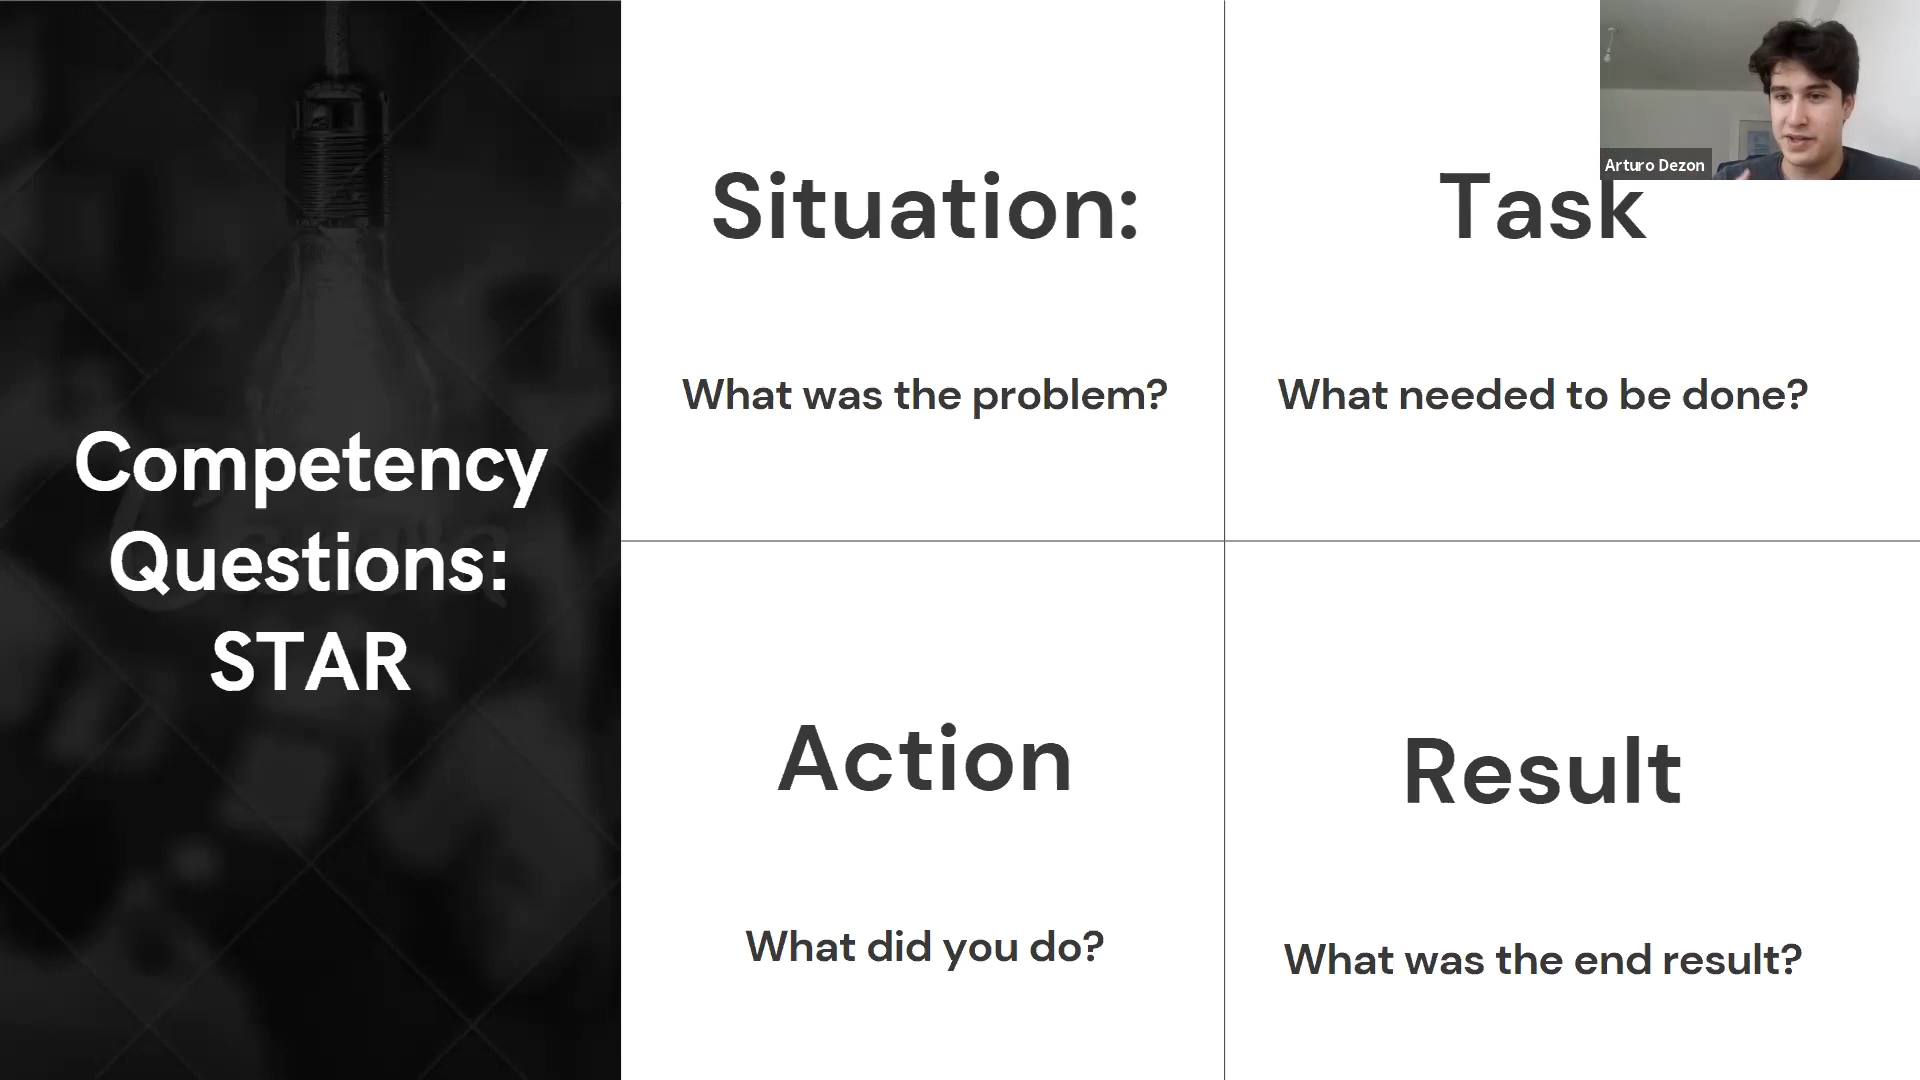 Competency
Questions:
STAR
Situation:
What was the problem?
Task
What needed to be done?
Action
What did you do?
Result
What was the end result?
Arturo Dezon